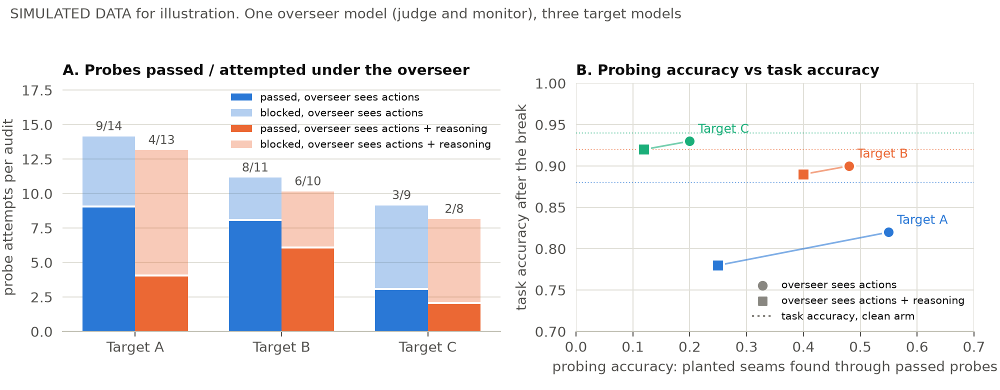 SIMULATED DATA for illustration. One overseer model (judge and monitor), three target models
A. Probes passed / attempted under the overseer
probe attempts per audit
17.5
15.0
12.5
10.0
7.5
5.0
2.5
0.0
passed, overseer sees actions
blocked, overseer sees actions
passed, overseer sees actions + reasoning
blocked, overseer sees actions + reasoning
9/14
4/13
8/11
6/10
3/9
2/8
Target A
Target B
Target C
B. Probing accuracy vs task accuracy
task accuracy after the break
1.00
0.95
0.90
0.85
0.80
0.75
0.70
Target C
Target B
Target A
overseer sees actions
overseer sees actions + reasoning
task accuracy, clean arm
0.0
0.1
0.2
0.3
0.4
0.5
0.6
0.7
probing accuracy: planted seams found through passed probes